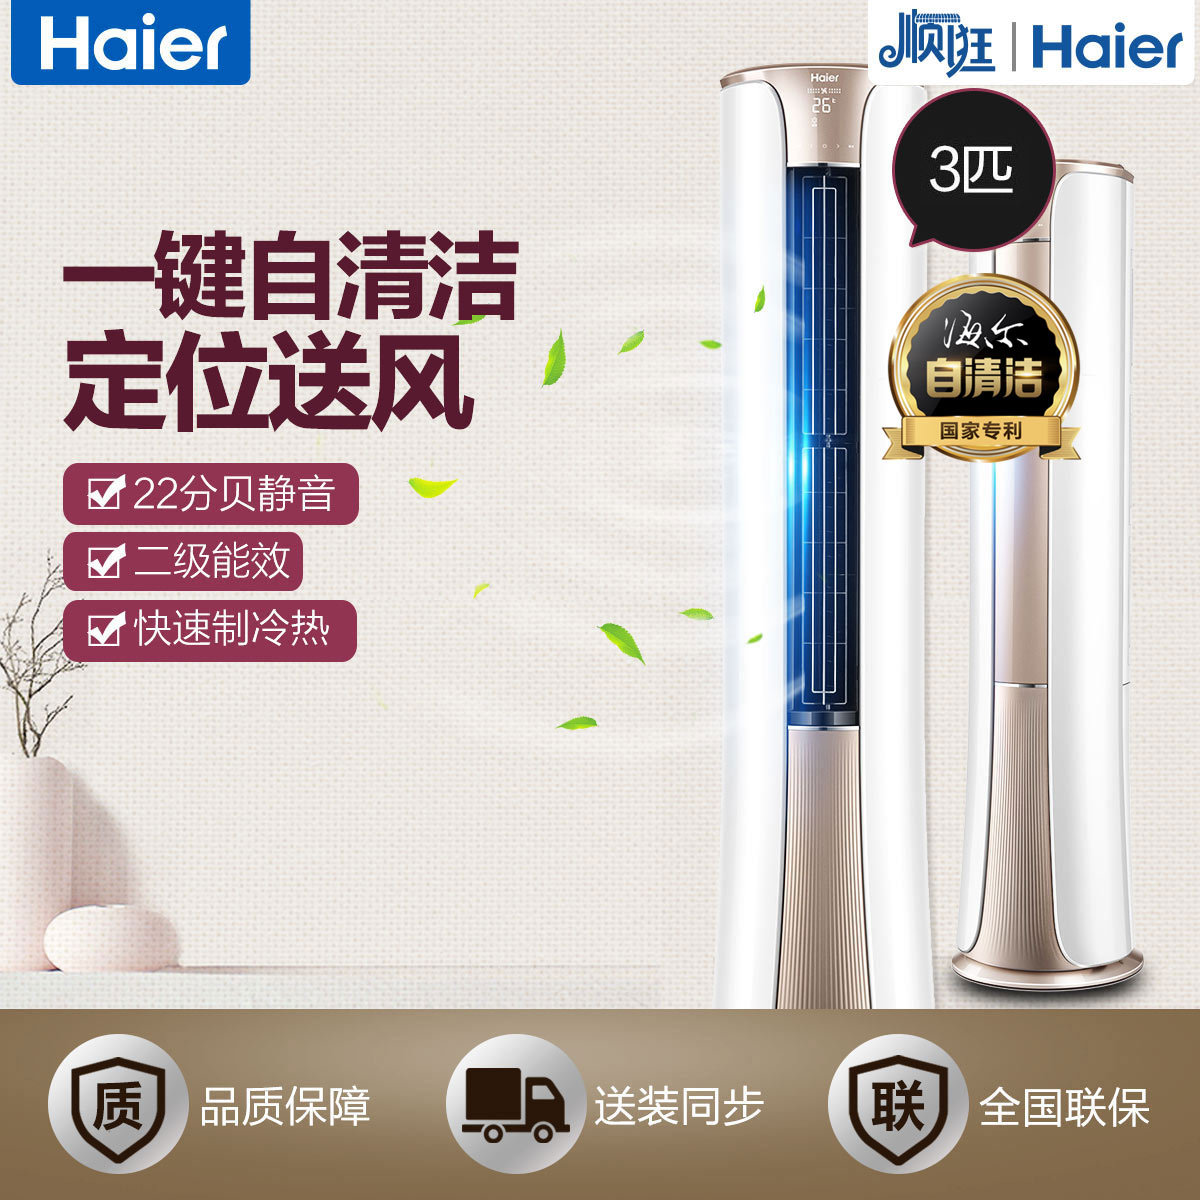 Haier
顺逛 | Haier
Haier
26℃
3匹
一键自清洁
定位送风
海尔
自清洁
国家专利
22分贝静音
二级能效
快速制冷热
质 品质保障
送装同步
联 全国联保